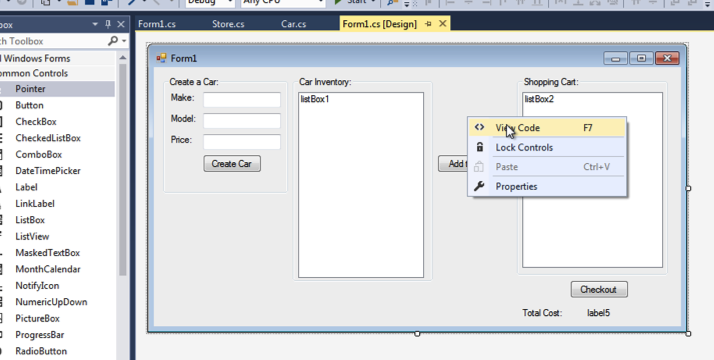 Debug
Any CPU
Start
box
Form1.cs
Store.cs
Car.cs
Form1.cs [Design]
ch Toolbox
Windows Forms
ommon Controls
Pointer
Button
CheckBox
CheckedListBox
ComboBox
DateTimePicker
Label
LinkLabel
ListBox
ListView
MaskedTextBox
MonthCalendar
NotifyIcon
NumericUpDown
PictureBox
ProgressBar
RadioButton
Form1
Create a Car:
Make:
Model:
Price:
Create Car
Car Inventory:
listBox1
Add t
Shopping Cart:
listBox2
View Code F7
Lock Controls
Paste Ctrl+V
Properties
Checkout
Total Cost: label5